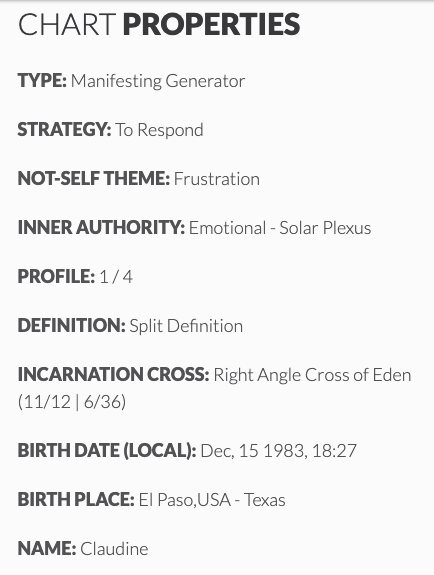 CHART PROPERTIES
TYPE: Manifesting Generator
STRATEGY: To Respond
NOT-SELF THEME: Frustration
INNER AUTHORITY: Emotional - Solar Plexus
PROFILE: 1 / 4
DEFINITION: Split Definition
INCARNATION CROSS: Right Angle Cross of Eden
(11/12 | 6/36)
BIRTH DATE (LOCAL): Dec, 15 1983, 18:27
BIRTH PLACE: El Paso,USA - Texas
NAME: Claudine